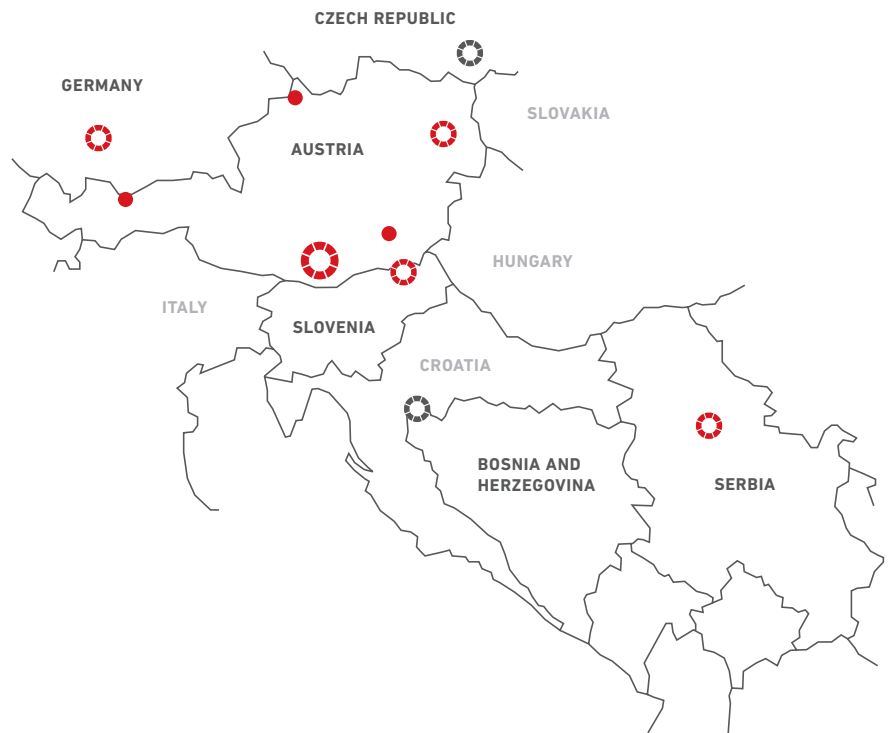 CZECH REPUBLIC
GERMANY
SLOVAKIA
AUSTRIA
HUNGARY
ITALY
SLOVENIA
CROATIA
BOSNIA AND
HERZEGOVINA
SERBIA